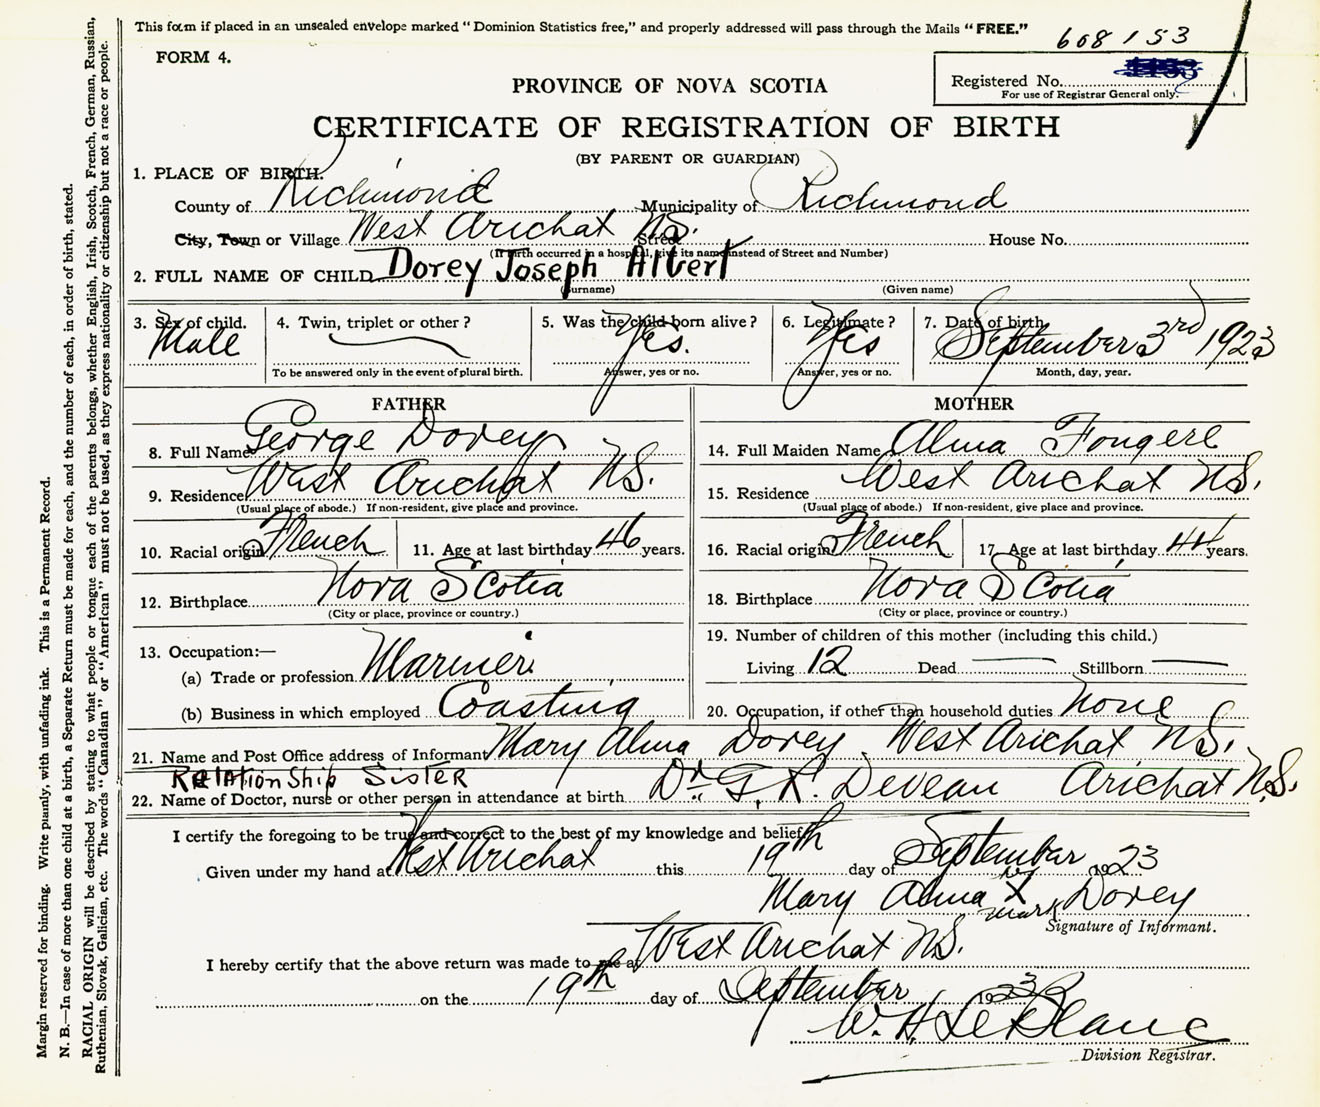 This form if placed in an unsealed envelope marked "Dominion Statistics free," and properly addressed will pass through the Mails "FREE."
608153
FORM 4.
Registered No.
For use of Registrar General only.
PROVINCE OF NOVA SCOTIA
CERTIFICATE OF REGISTRATION OF BIRTH
(BY PARENT OR GUARDIAN)
1. PLACE OF BIRTH.
County of Richmond Municipality of Richmond
City, Town or Village West Arichat N.S. Street House No.
(If birth occurred in a hospital, give its name instead of Street and Number)
2. FULL NAME OF CHILD Dorey Joseph Albert
(Surname) (Given name)
3. Sex of child. Male
4. Twin, triplet or other?
To be answered only in the event of plural birth.
5. Was the child born alive? Yes.
Answer, yes or no.
6. Legitimate? Yes
Answer, yes or no.
7. Date of birth September 3rd 1923
Month, day, year.
FATHER
8. Full Name George Dorey
9. Residence West Arichat N.S.
(Usual place of abode.) If non-resident, give place and province.
10. Racial origin French 11. Age at last birthday 46 years.
12. Birthplace Nova Scotia
(City or place, province or country.)
13. Occupation:—
(a) Trade or profession Mariner
(b) Business in which employed Coasting
MOTHER
14. Full Maiden Name Alma Fougere
15. Residence West Arichat N.S.
(Usual place of abode.) If non-resident, give place and province.
16. Racial origin French 17. Age at last birthday 44 years.
18. Birthplace Nova Scotia
(City or place, province or country.)
19. Number of children of this mother (including this child.)
Living 12 Dead Stillborn
20. Occupation, if other than household duties None
21. Name and Post Office address of Informant Mary Alma Dorey West Arichat N.S.
RelationShip Sister
22. Name of Doctor, nurse or other person in attendance at birth Dr. G. R. Deveau Arichat N.S.
I certify the foregoing to be true and correct to the best of my knowledge and belief
Given under my hand at West Arichat this 19th day of September 1923
Mary Alma X Dorey
mark
Signature of Informant.
I hereby certify that the above return was made to me at West Arichat N.S.
on the 19th day of September 1923
W. H. LeBlanc
Division Registrar.
Margin reserved for binding. Write plainly, with unfading ink. This is a Permanent Record.
N. B.—In case of more than one child at a birth, a Separate Return must be made for each, and the number of each, in order of birth, stated.
RACIAL ORIGIN will be described by stating to what people or tongue each of the parents belongs, whether English, Irish, Scotch, French, German, Russian,
Ruthenian, Slovak, Galician, etc. The words "Canadian" or "American" must not be used, as they express nationality or citizenship but not a race or people.